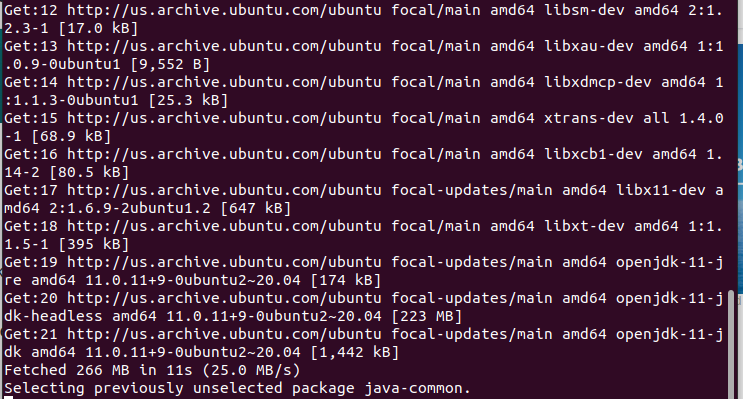 Get:12 http://us.archive.ubuntu.com/ubuntu focal/main amd64 libsm-dev amd64 2:1.
2.3-1 [17.0 kB]
Get:13 http://us.archive.ubuntu.com/ubuntu focal/main amd64 libxau-dev amd64 1:1
.0.9-0ubuntu1 [9,552 B]
Get:14 http://us.archive.ubuntu.com/ubuntu focal/main amd64 libxdmcp-dev amd64 1
:1.1.3-0ubuntu1 [25.3 kB]
Get:15 http://us.archive.ubuntu.com/ubuntu focal/main amd64 xtrans-dev all 1.4.0
-1 [68.9 kB]
Get:16 http://us.archive.ubuntu.com/ubuntu focal/main amd64 libxcb1-dev amd64 1.
14-2 [80.5 kB]
Get:17 http://us.archive.ubuntu.com/ubuntu focal-updates/main amd64 libx11-dev a
md64 2:1.6.9-2ubuntu1.2 [647 kB]
Get:18 http://us.archive.ubuntu.com/ubuntu focal/main amd64 libxt-dev amd64 1:1.
1.5-1 [395 kB]
Get:19 http://us.archive.ubuntu.com/ubuntu focal-updates/main amd64 openjdk-11-j
re amd64 11.0.11+9-0ubuntu2~20.04 [174 kB]
Get:20 http://us.archive.ubuntu.com/ubuntu focal-updates/main amd64 openjdk-11-j
dk-headless amd64 11.0.11+9-0ubuntu2~20.04 [223 MB]
Get:21 http://us.archive.ubuntu.com/ubuntu focal-updates/main amd64 openjdk-11-j
dk amd64 11.0.11+9-0ubuntu2~20.04 [1,442 kB]
Fetched 266 MB in 11s (25.0 MB/s)
Selecting previously unselected package java-common.